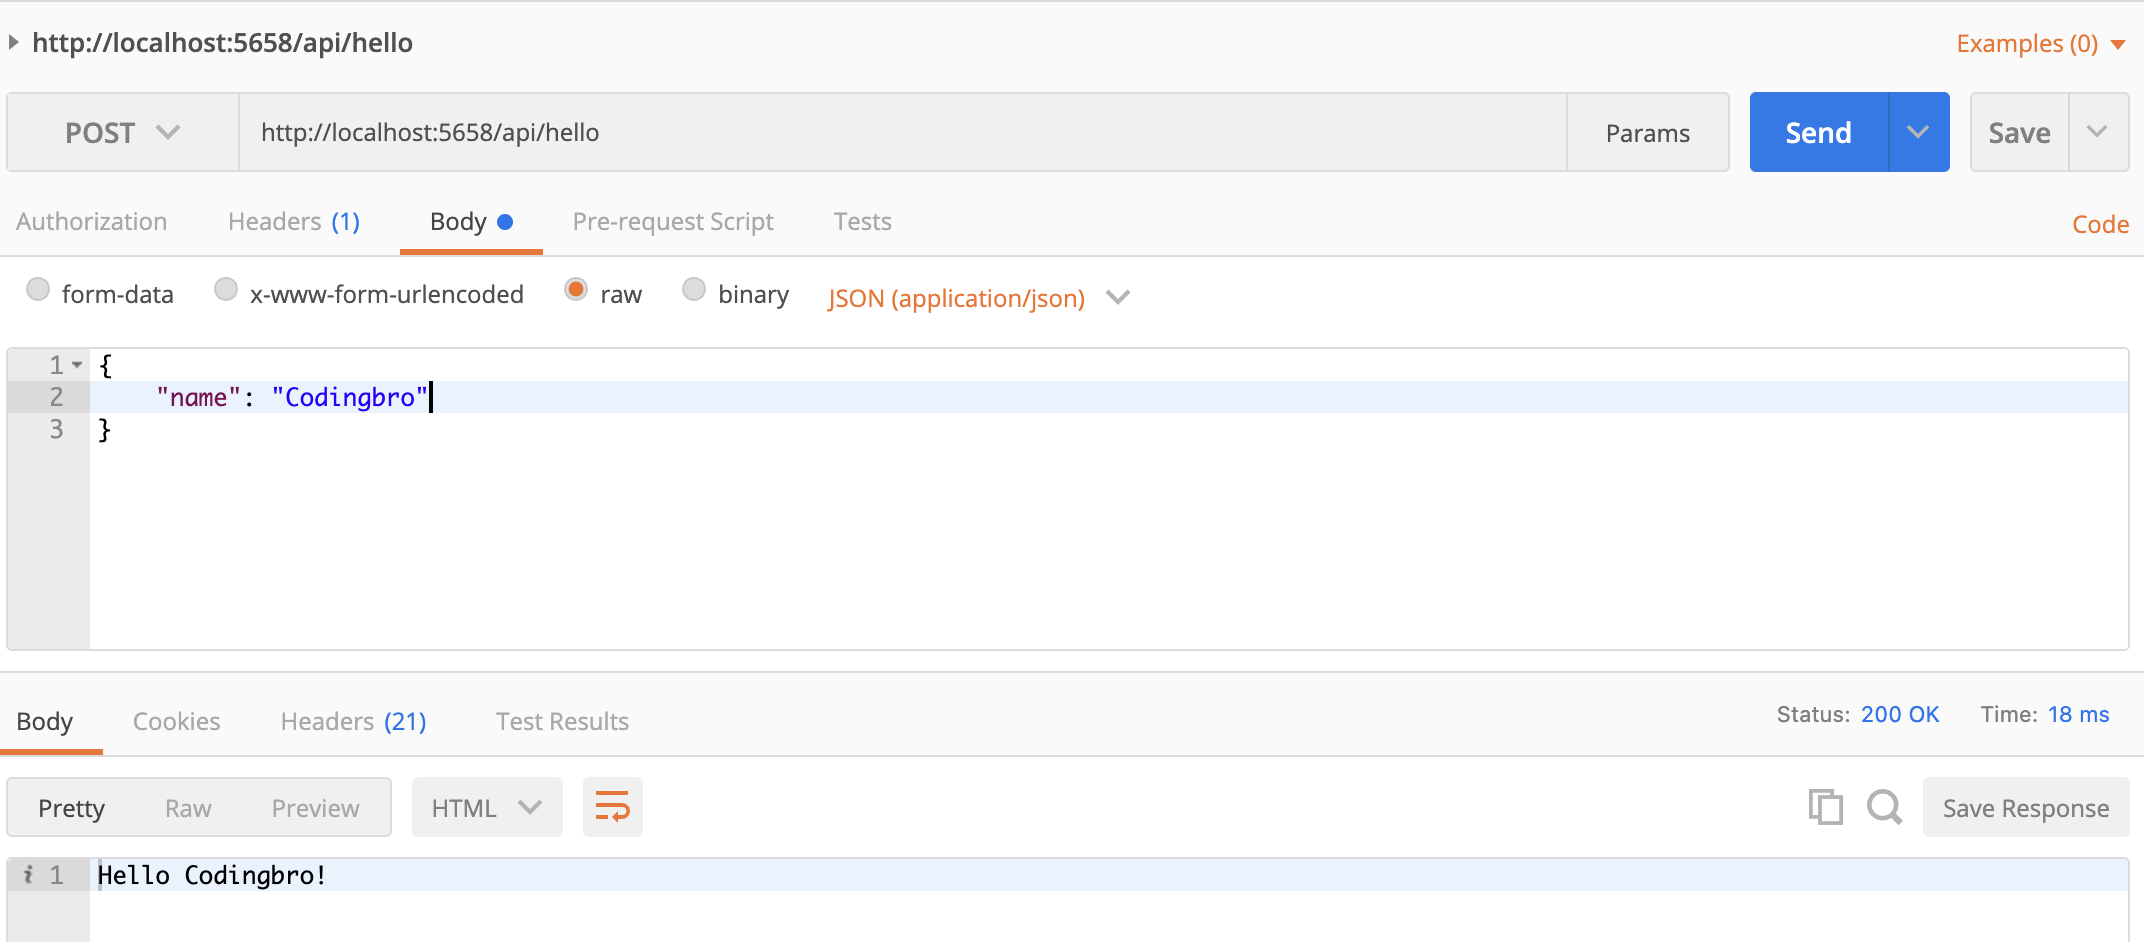 http://localhost:5658/api/hello Examples (0)
POST http://localhost:5658/api/hello Params Send Save
Authorization Headers (1) Body Pre-request Script Tests Code
form-data x-www-form-urlencoded raw binary JSON (application/json)
1 {
2 "name": "Codingbro"
3 }
Body Cookies Headers (21) Test Results Status: 200 OK Time: 18 ms
Pretty Raw Preview HTML Save Response
i 1 Hello Codingbro!